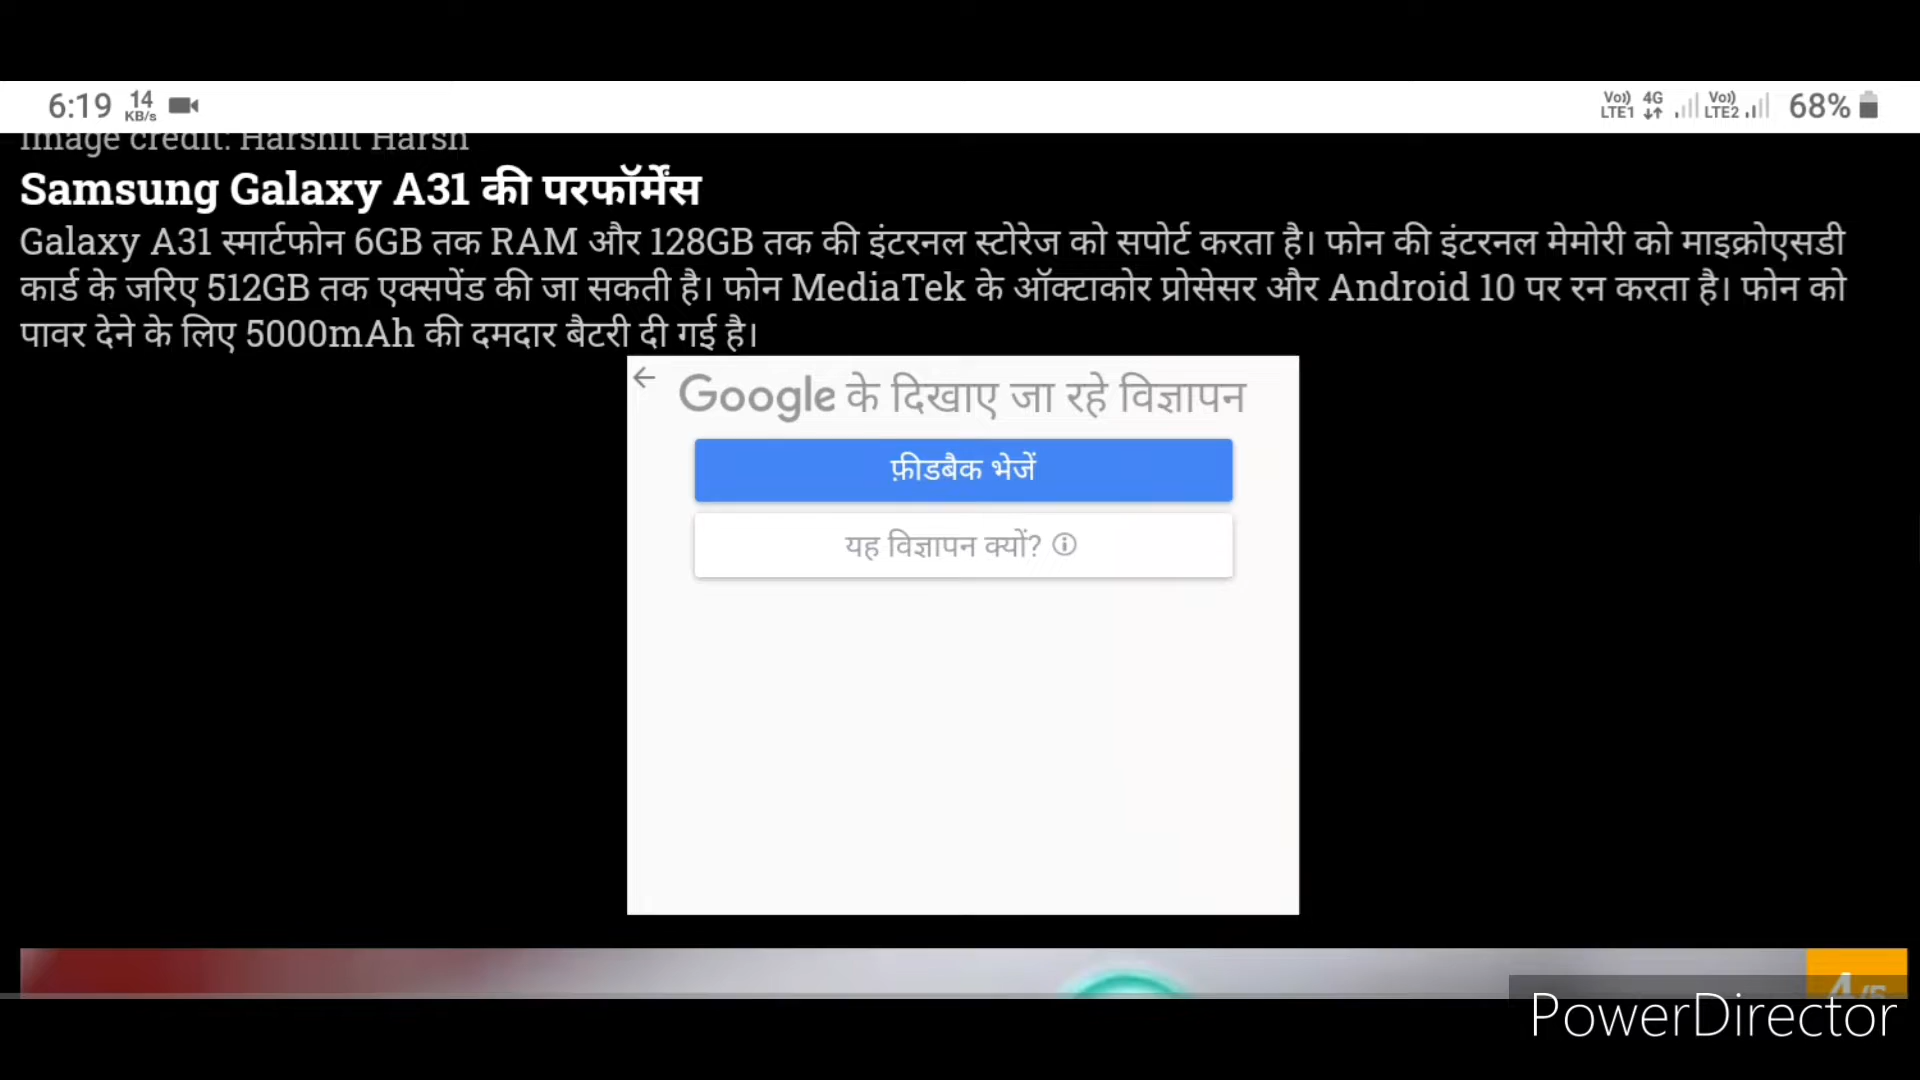 6:19 14 KB/s Vo)) LTE1 4G Vo)) LTE2 68%
Image credit: Harshit Harsh
Samsung Galaxy A31 की परफॉर्मेंस
Galaxy A31 स्मार्टफोन 6GB तक RAM और 128GB तक की इंटरनल स्टोरेज को सपोर्ट करता है। फोन की इंटरनल मेमोरी को माइक्रोएसडी
कार्ड के जरिए 512GB तक एक्सपेंड की जा सकती है। फोन MediaTek के ऑक्टाकोर प्रोसेसर और Android 10 पर रन करता है। फोन को
पावर देने के लिए 5000mAh की दमदार बैटरी दी गई है।
Google के दिखाए जा रहे विज्ञापन
फ़ीडबैक भेजें
यह विज्ञापन क्यों?
4/5
PowerDirector